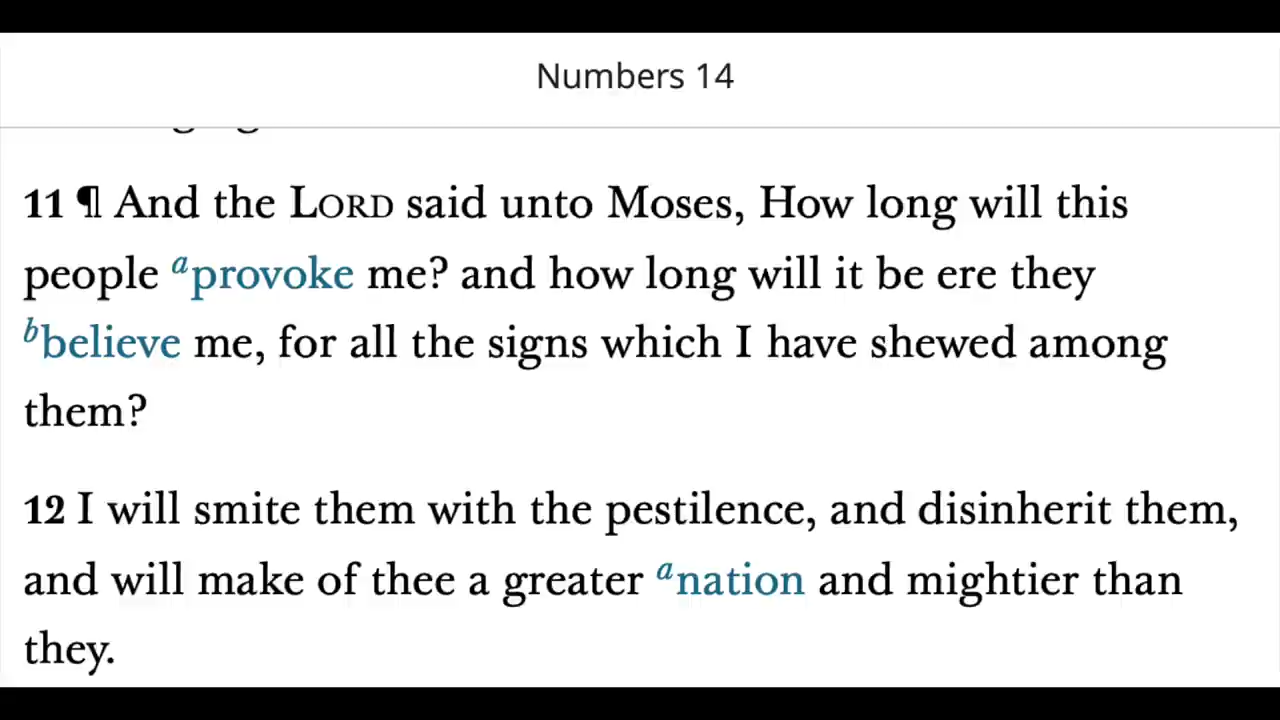 Numbers 14
11 ¶ And the LORD said unto Moses, How long will this
people ᵃprovoke me? and how long will it be ere they
ᵇbelieve me, for all the signs which I have shewed among
them?
12 I will smite them with the pestilence, and disinherit them,
and will make of thee a greater ᵃnation and mightier than
they.